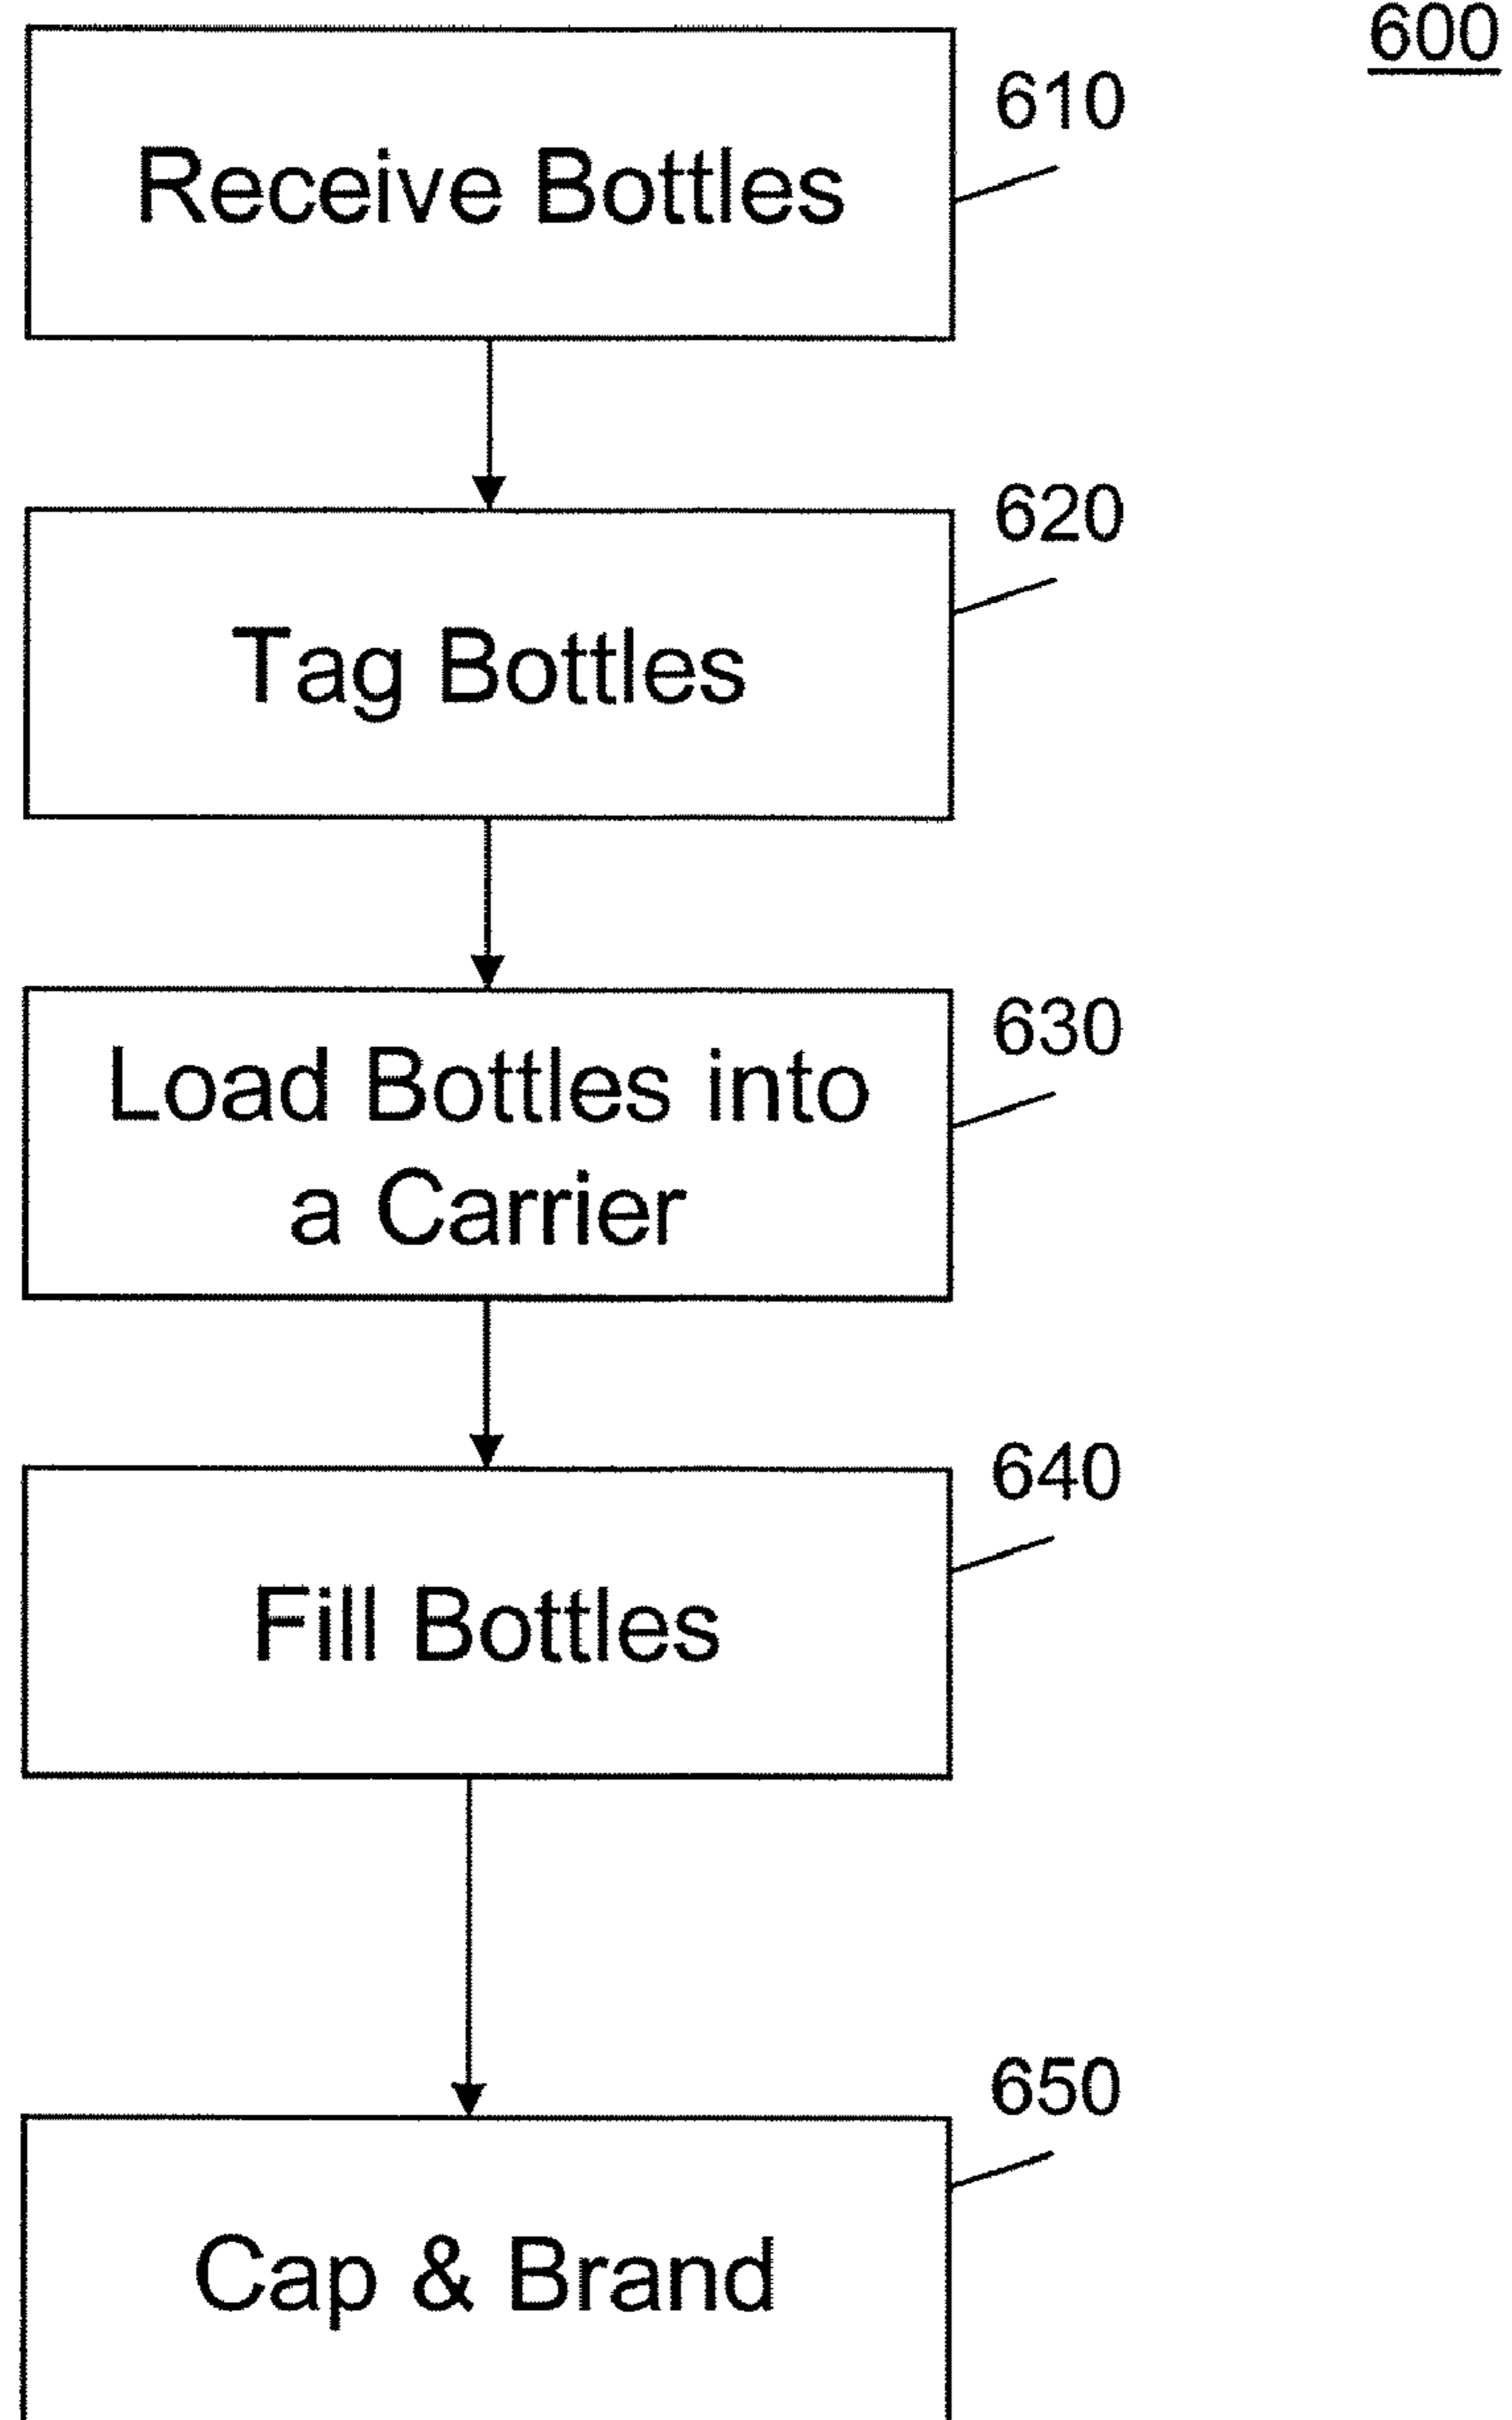 600
610
Receive Bottles
620
Tag Bottles
630
Load Bottles into
a Carrier
640
Fill Bottles
650
Cap & Brand